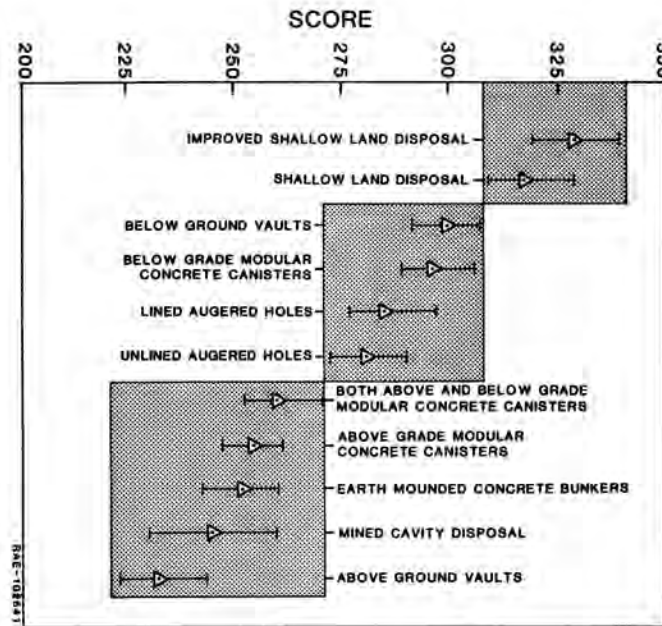 SCORE
200
225
250
275
300
325
IMPROVED SHALLOW LAND DISPOSAL
SHALLOW LAND DISPOSAL
BELOW GROUND VAULTS
BELOW GRADE MODULAR
CONCRETE CANISTERS
LINED AUGERED HOLES
UNLINED AUGERED HOLES
BOTH ABOVE AND BELOW GRADE
MODULAR CONCRETE CANISTERS
ABOVE GRADE MODULAR
CONCRETE CANISTERS
EARTH MOUNDED CONCRETE BUNKERS
MINED CAVITY DISPOSAL
ABOVE GROUND VAULTS